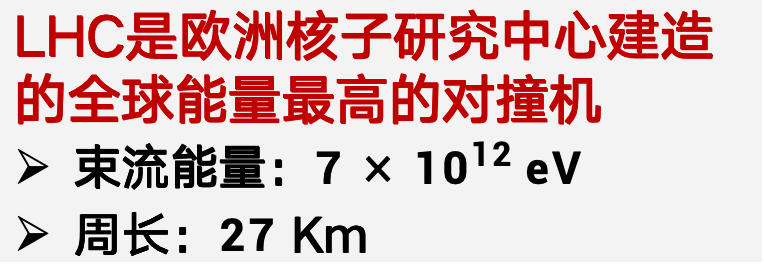 LHC是欧洲核子研究中心建造
的全球能量最高的对撞机
➢ 束流能量：7 × 10¹² eV
➢ 周长：27 Km